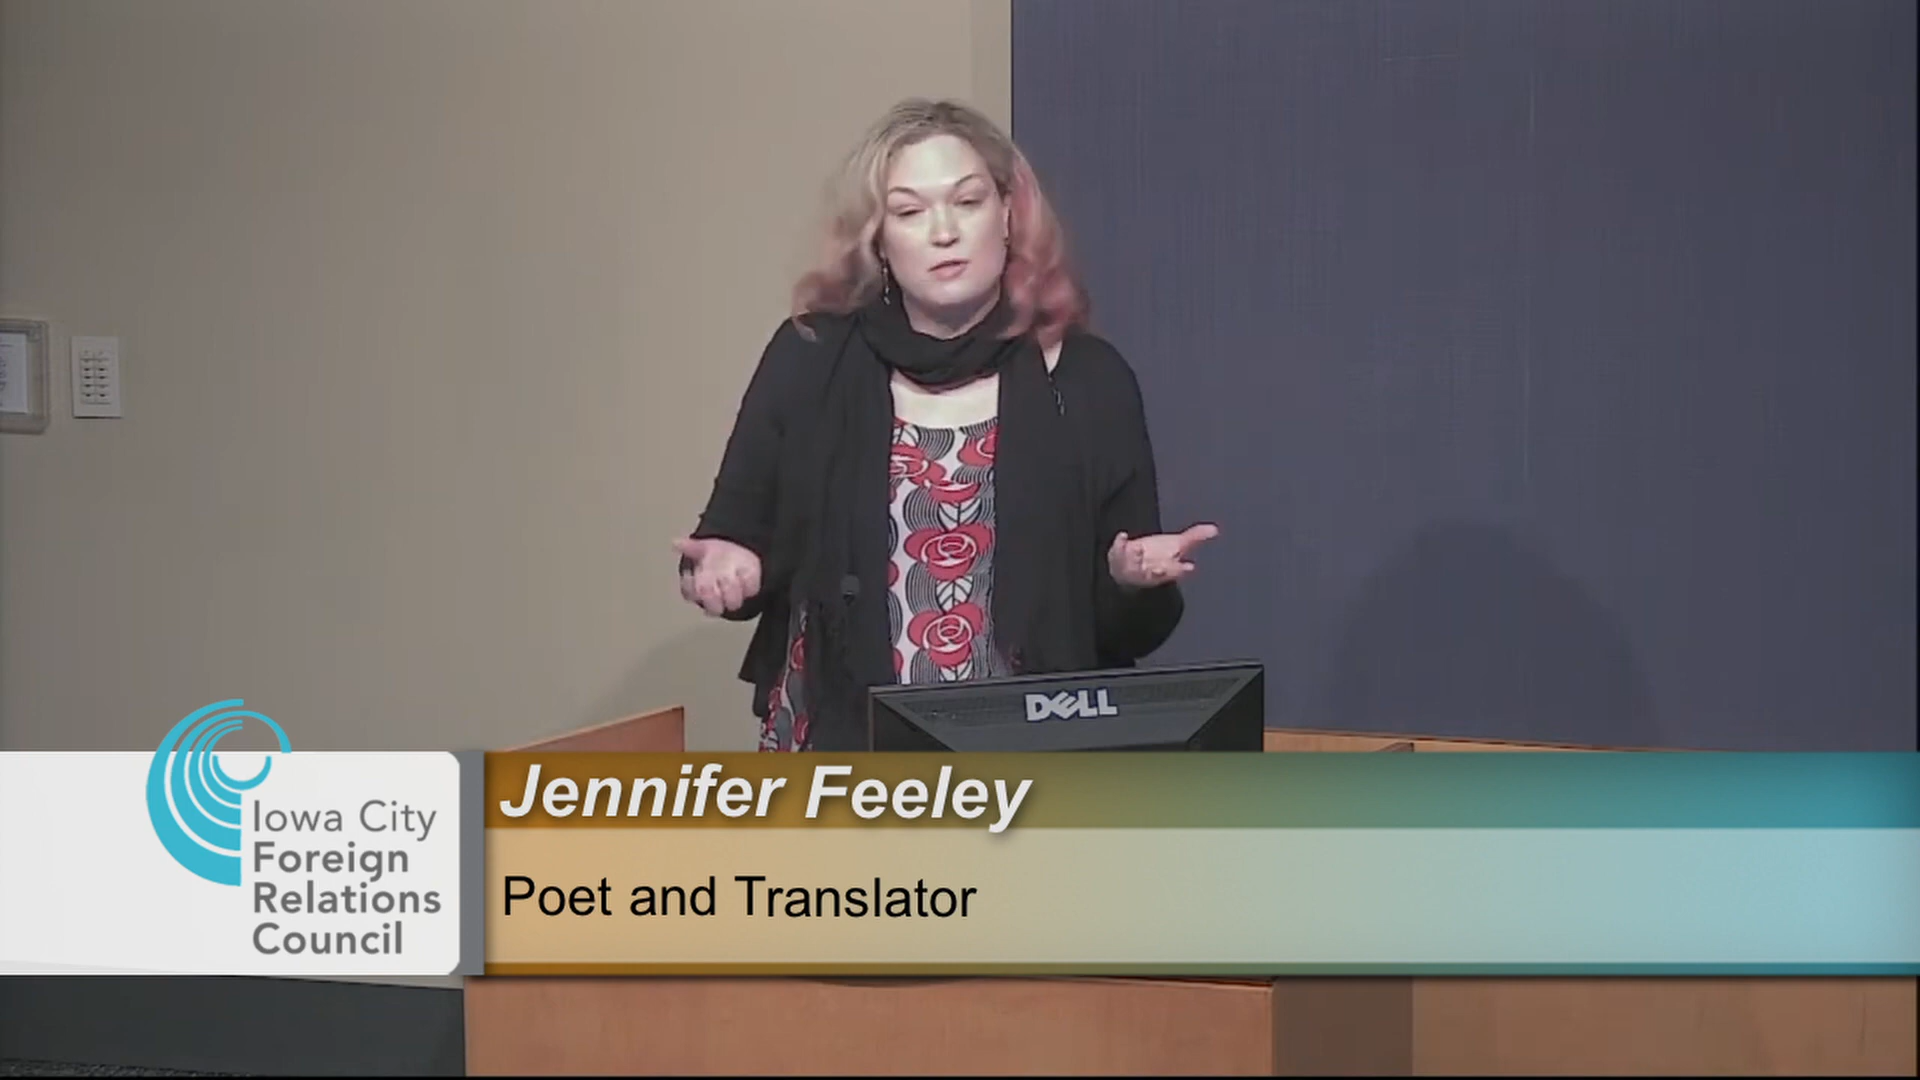 DELL
Jennifer Feeley
Iowa City
Foreign
Relations
Council
Poet and Translator